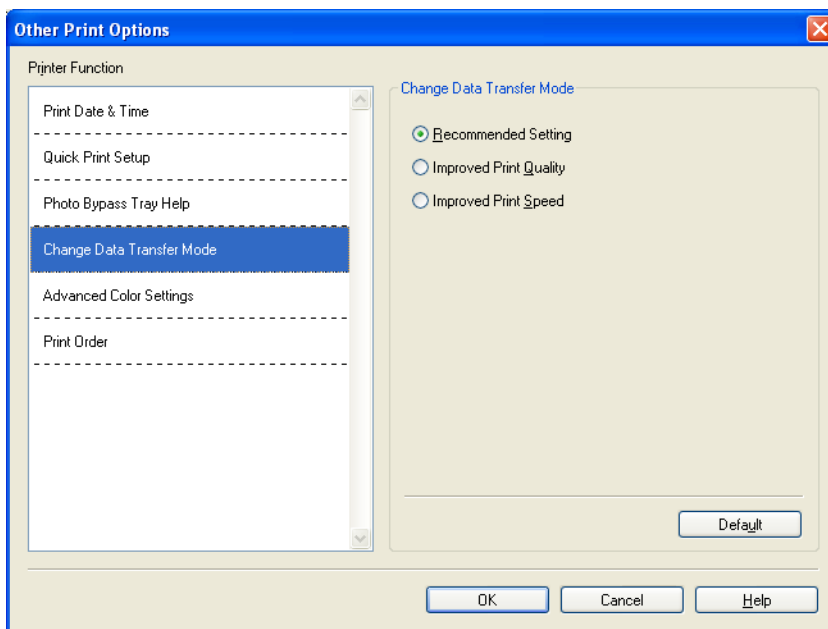 Other Print Options
Printer Function
Print Date & Time
Quick Print Setup
Photo Bypass Tray Help
Change Data Transfer Mode
Advanced Color Settings
Print Order
Change Data Transfer Mode
Recommended Setting
Improved Print Quality
Improved Print Speed
Default
OK
Cancel
Help